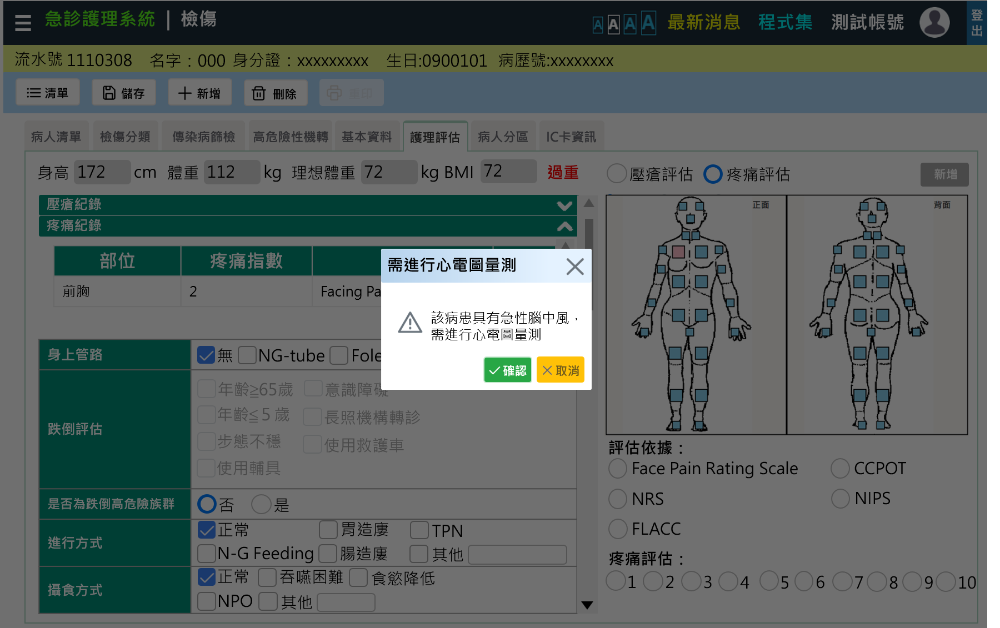 急診護理系統 | 檢傷
A A A A 最新消息 程式集 測試帳號
登出
流水號 1110308 名字：000 身分證：xxxxxxxxx 生日:0900101 病歷號:xxxxxxxx
清單 儲存 新增 刪除 重印
病人清單 檢傷分類 傳染病篩檢 高危險性機轉 基本資料 護理評估 病人分區 IC卡資訊
身高 172 cm 體重 112 kg 理想體重 72 kg BMI 72 過重
壓瘡評估 疼痛評估 新增
壓瘡紀錄
疼痛紀錄
部位 疼痛指數
前胸 2 Facing Pa
正面 背面
需進行心電圖量測
該病患具有急性腦中風，
需進行心電圖量測
確認 取消
身上管路 無 NG-tube Fole
跌倒評估
年齡≧65歲 意識障礙
年齡≦5歲 長照機構轉診
步態不穩 使用救護車
使用輔具
是否為跌倒高危險族群 否 是
進行方式
正常 胃造廔 TPN
N-G Feeding 腸造廔 其他
攝食方式
正常 吞嚥困難 食慾降低
NPO 其他
評估依據：
Face Pain Rating Scale CCPOT
NRS NIPS
FLACC
疼痛評估：
1 2 3 4 5 6 7 8 9 10